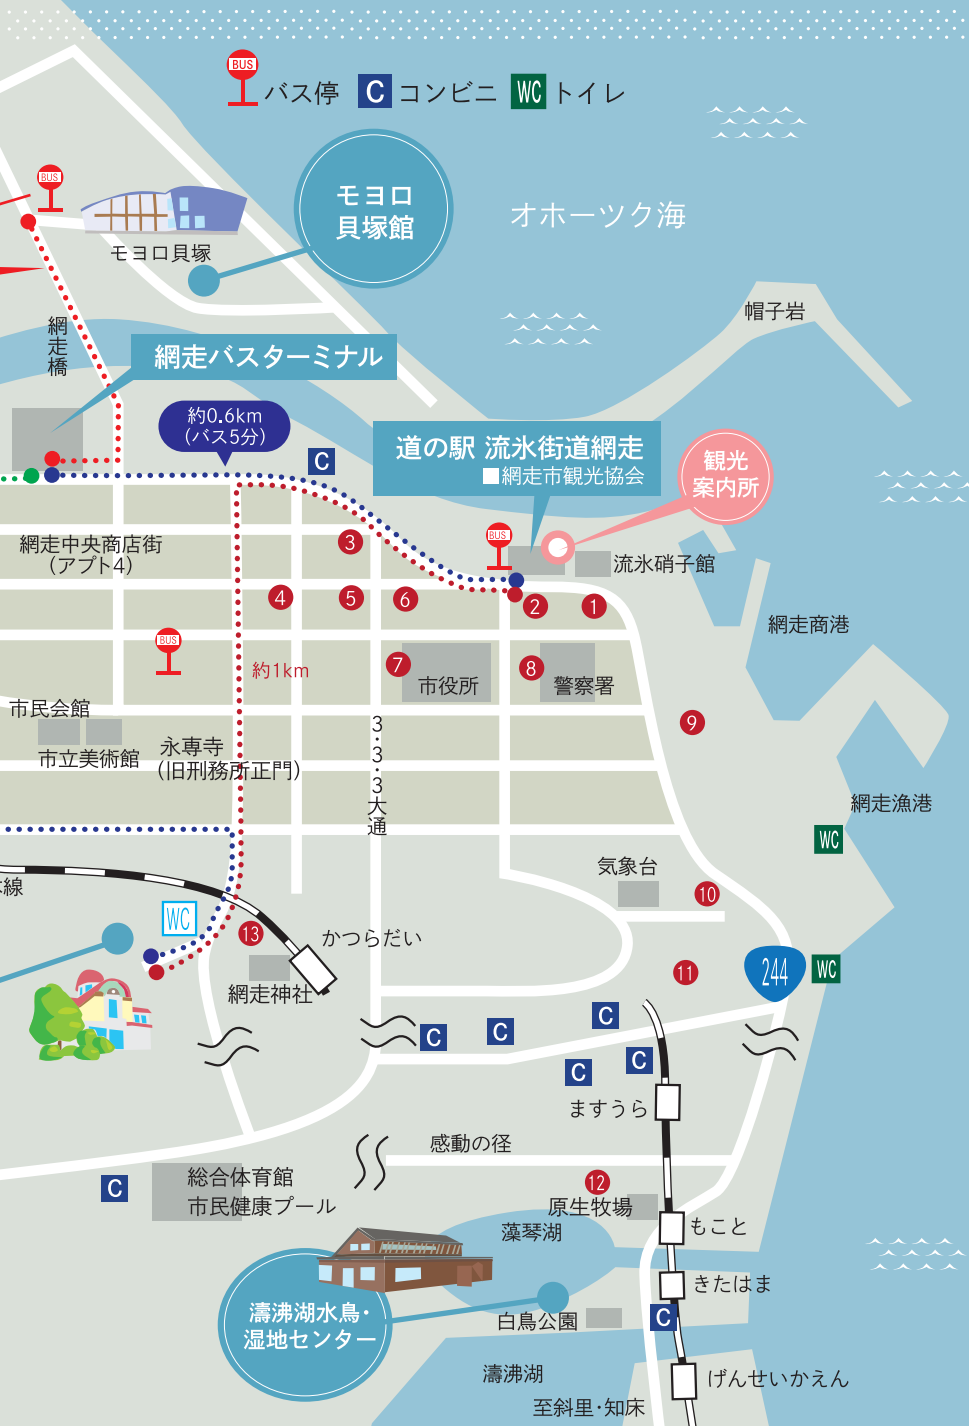 BUS
バス停
C
コンビニ
WC
トイレ
モヨロ
貝塚館
オホーツク海
BUS
モヨロ貝塚
帽子岩
網走橋
網走バスターミナル
約0.6km
(バス5分)
C
道の駅 流氷街道網走
網走市観光協会
観光
案内所
網走中央商店街
(アプト4)
3
BUS
流氷硝子館
4
5
6
2
1
網走商港
BUS
約1km
7
市役所
8
警察署
市民会館
9
市立美術館
永専寺
(旧刑務所正門)
3・3・3大通
網走漁港
WC
線
気象台
10
WC
13
かつらだい
網走神社
11
244
WC
C
C
C
C
C
ますうら
感動の径
C
総合体育館
市民健康プール
12
原生牧場
もこと
藻琴湖
きたはま
濤沸湖水鳥・
湿地センター
白鳥公園
C
濤沸湖
げんせいかえん
至斜里・知床